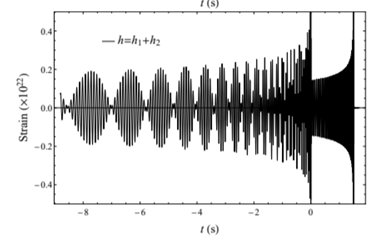 t (s)
0.4
h=h₁+h₂
0.2
0.0
-0.2
-0.4
Strain (×10²²)
-8
-6
-4
-2
0
t (s)